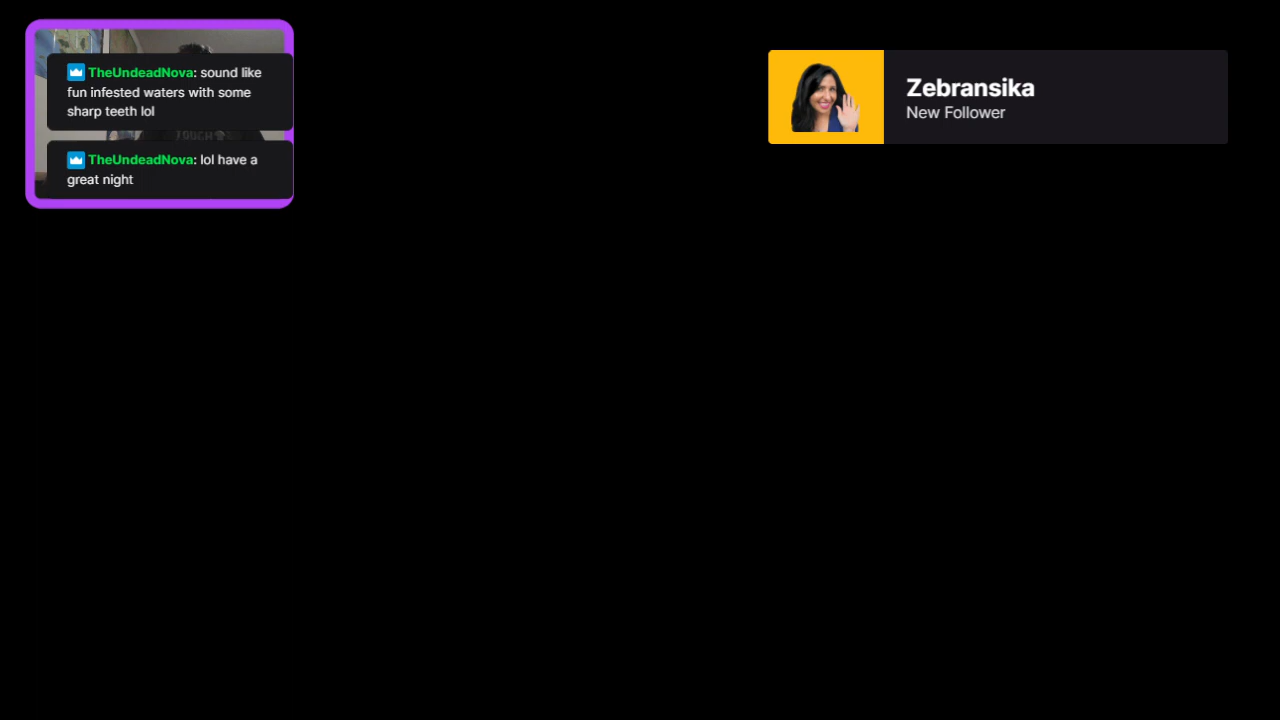 TheUndeadNova: sound like
fun infested waters with some
sharp teeth lol
TheUndeadNova: lol have a
great night
Zebransika
New Follower